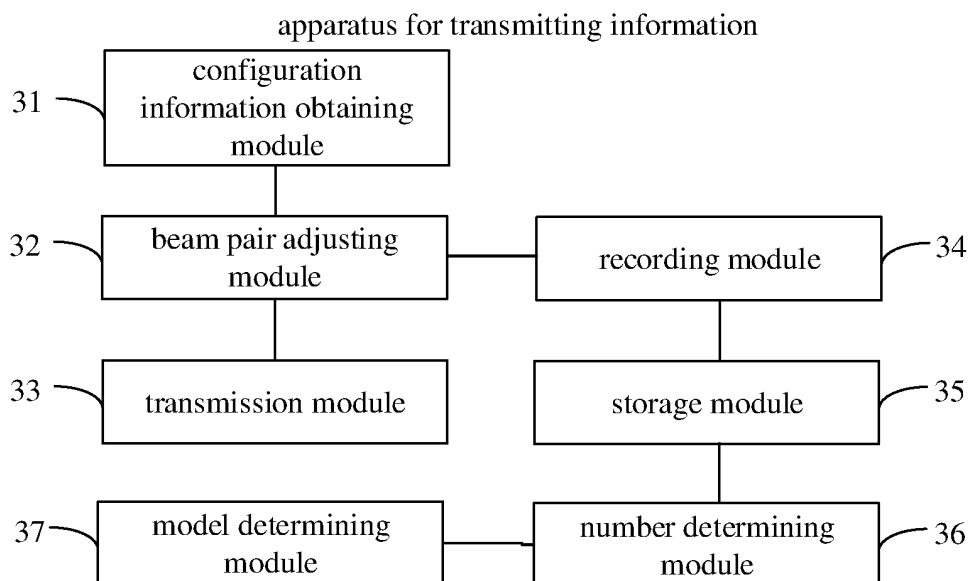 apparatus for transmitting information
configuration
information obtaining
module
31
beam pair adjusting
module
32
recording module
34
transmission module
33
storage module
35
model determining
module
37
number determining
module
36